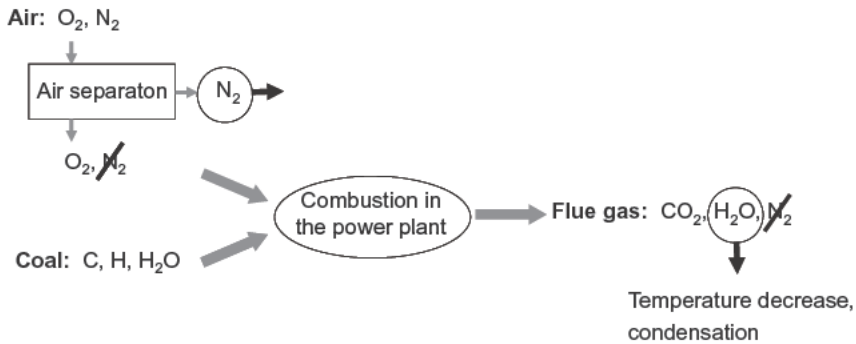 Air: O₂, N₂
Air separaton
N₂
O₂, N₂
Combustion in
the power plant
Flue gas: CO₂, H₂O, N₂
Coal: C, H, H₂O
Temperature decrease,
condensation